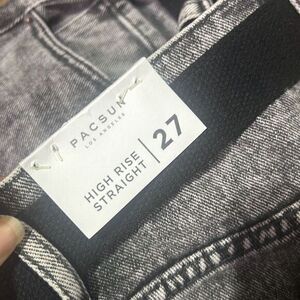 PACSUN
LOS ANGELES
HIGH RISE
STRAIGHT
27